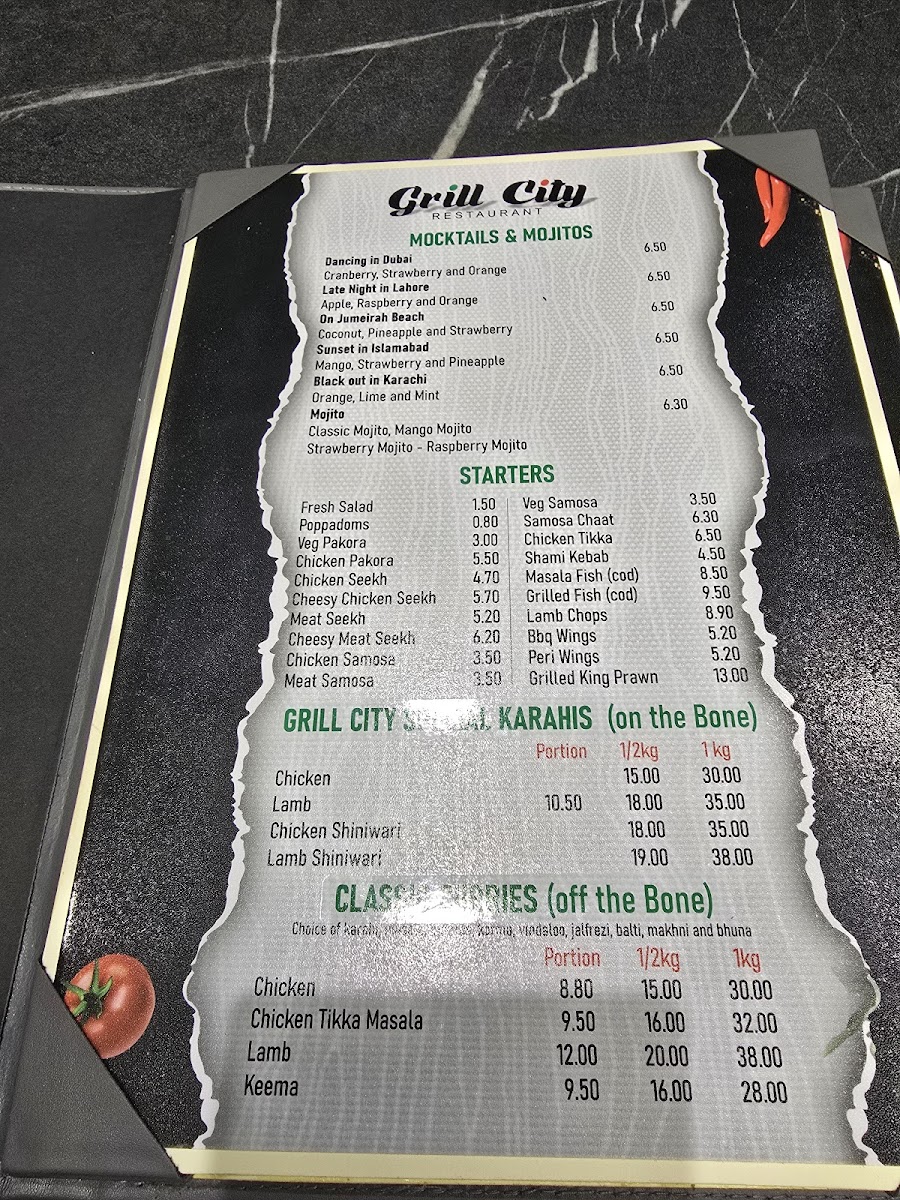 Grill City
RESTAURANT
MOCKTAILS & MOJITOS
Dancing in Dubai 6.50
Cranberry, Strawberry and Orange
Late Night in Lahore 6.50
Apple, Raspberry and Orange
On Jumeirah Beach 6.50
Coconut, Pineapple and Strawberry
Sunset in Islamabad 6.50
Mango, Strawberry and Pineapple
Black out in Karachi 6.50
Orange, Lime and Mint
Mojito 6.30
Classic Mojito, Mango Mojito
Strawberry Mojito - Raspberry Mojito
STARTERS
Fresh Salad 1.50
Poppadoms 0.80
Veg Pakora 3.00
Chicken Pakora 5.50
Chicken Seekh 4.70
Cheesy Chicken Seekh 5.70
Meat Seekh 5.20
Cheesy Meat Seekh 6.20
Chicken Samosa 3.50
Meat Samosa 3.50
Veg Samosa 3.50
Samosa Chaat 6.30
Chicken Tikka 6.50
Shami Kebab 4.50
Masala Fish (cod) 8.50
Grilled Fish (cod) 9.50
Lamb Chops 8.90
Bbq Wings 5.20
Peri Wings 5.20
Grilled King Prawn 13.00
GRILL CITY KARAHIS (on the Bone)
Portion 1/2kg 1 kg
Chicken 15.00 30.00
Lamb 10.50 18.00 35.00
Chicken Shiniwari 18.00 35.00
Lamb Shiniwari 19.00 38.00
(off the Bone)
Choice of karahi, korma, vindaloo, jalfrezi, balti, makhni and bhuna
Portion 1/2kg 1kg
Chicken 8.80 15.00 30.00
Chicken Tikka Masala 9.50 16.00 32.00
Lamb 12.00 20.00 38.00
Keema 9.50 16.00 28.00